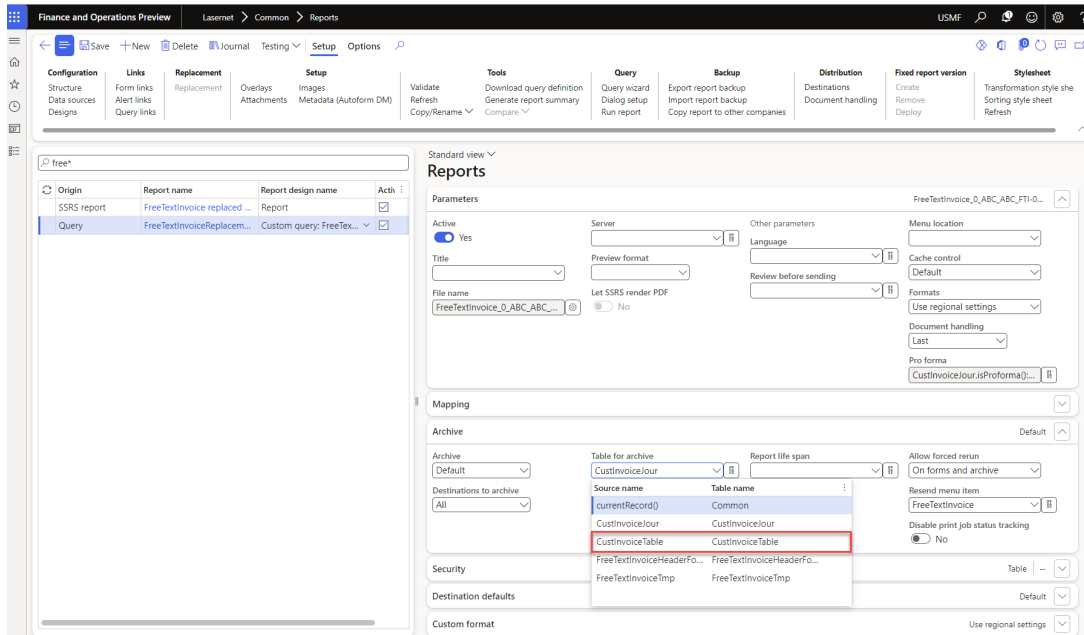 Finance and Operations Preview Lasernet > Common > Reports USMF
Save New Delete Journal Testing Setup Options
Configuration Links Replacement Setup Tools Query Backup Distribution Fixed report version Stylesheet
Structure Form links Replacement Overlays Images Validate Download query definition Query wizard Export report backup Destinations Create Transformation style she
Data sources Alert links Attachments Metadata (Autoform DM) Refresh Generate report summary Dialog setup Import report backup Document handling Remove Sorting style sheet
Designs Query links Copy/Rename Compare Run report Copy report to other companies Deploy Refresh
free*
Origin Report name Report design name Activ
SSRS report FreeTextInvoice replaced ... Report
Query FreeTextInvoiceReplacem... Custom query: FreeTex...
Standard view
Reports
Parameters FreeTextInvoice_0_ABC_ABC_FTI-0...
Active Server Other parameters Menu location
Yes
Language
Title Preview format Cache control
Default
Review before sending
File name Let SSRS render PDF Formats
FreeTextInvoice_0_ABC_ABC_... No Use regional settings
Document handling
Last
Pro forma
CustInvoiceJour.isProforma():...
Mapping
Archive Default
Archive Table for archive Report life span Allow forced rerun
Default CustInvoiceJour On forms and archive
Destinations to archive Source name Table name Resend menu item
All currentRecord() Common FreeTextInvoice
CustInvoiceJour CustInvoiceJour Disable print job status tracking
CustInvoiceTable CustInvoiceTable No
FreeTextInvoiceHeaderFo... FreeTextInvoiceHeaderFo...
Security Table --
FreeTextInvoiceTmp FreeTextInvoiceTmp
Destination defaults Default
Custom format Use regional settings